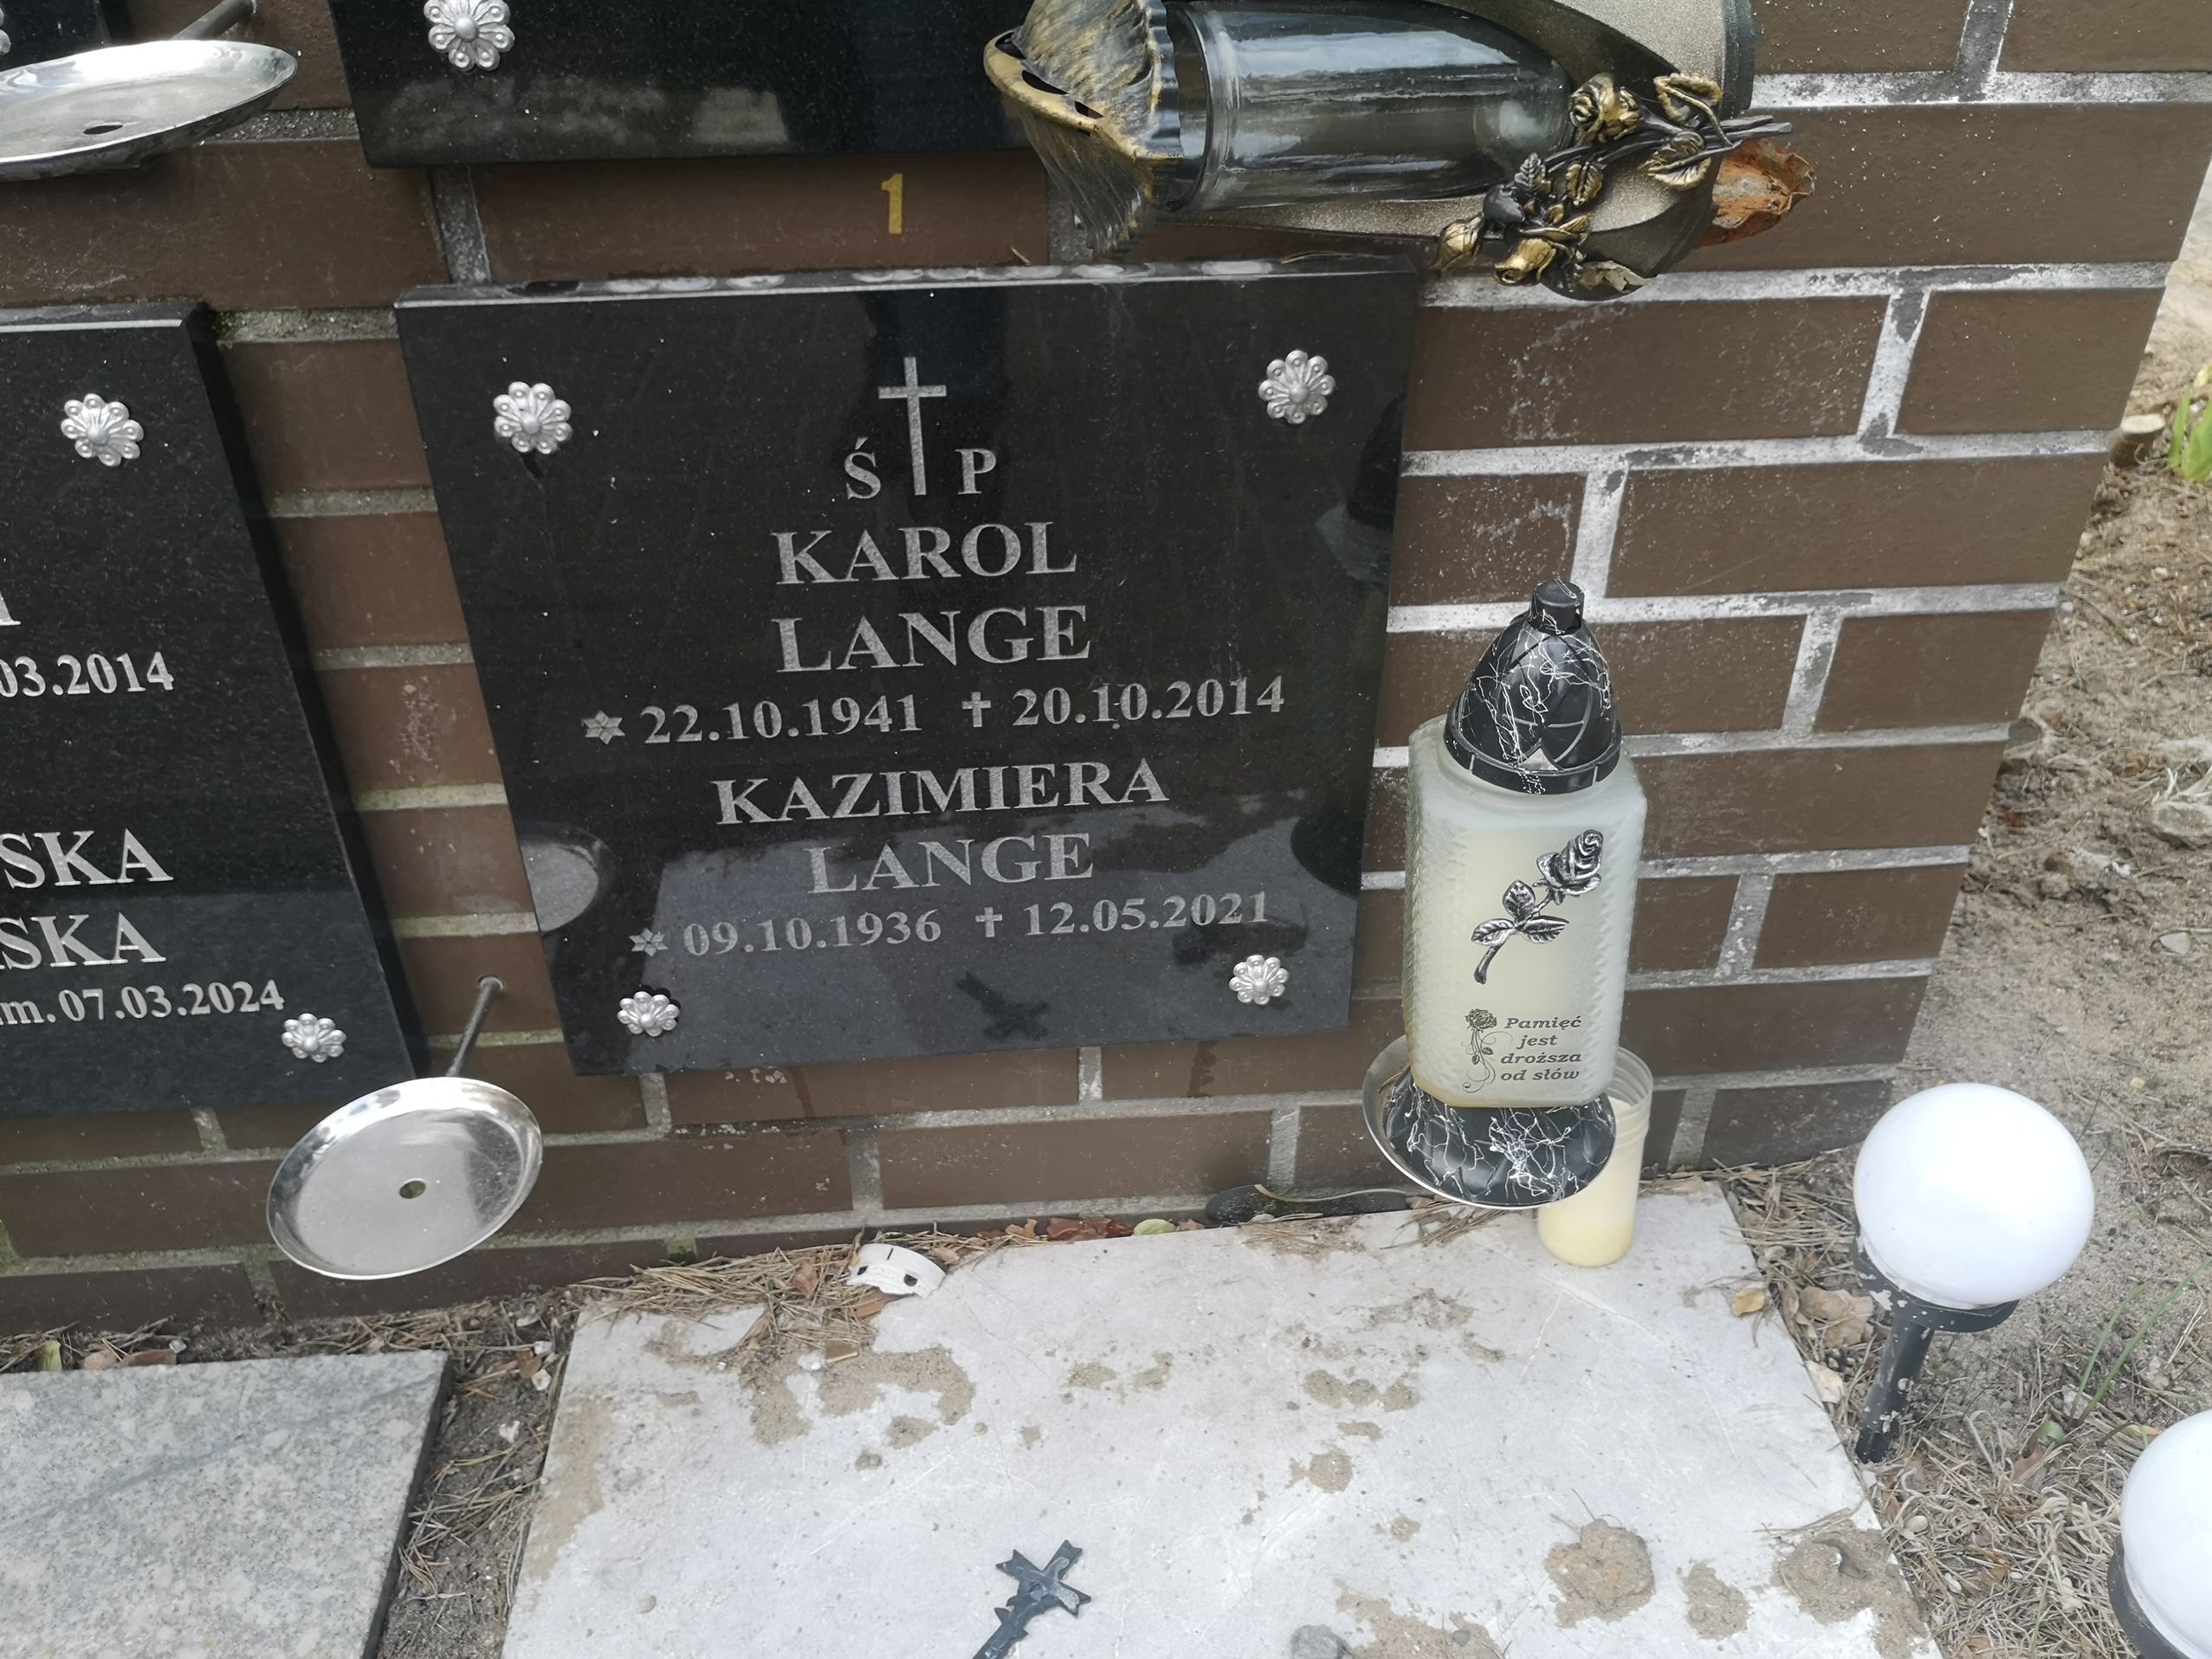 1
Ś P
KAROL
LANGE
22.10.1941 ✝ 20.10.2014
KAZIMIERA
LANGE
09.10.1936 ✝ 12.05.2021
03.2014
SKA
SKA
m.07.03.2024
Pamięć
jest
droższa
od słów